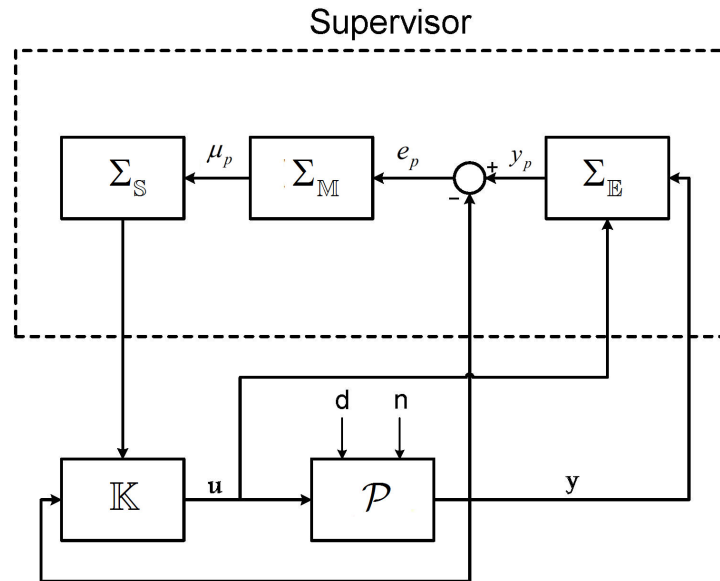 Supervisor
Σ_𝕊
μ_p
Σ_𝕄
e_p
+
−
y_p
Σ_𝔼
d
n
𝕂
u
𝒫
y